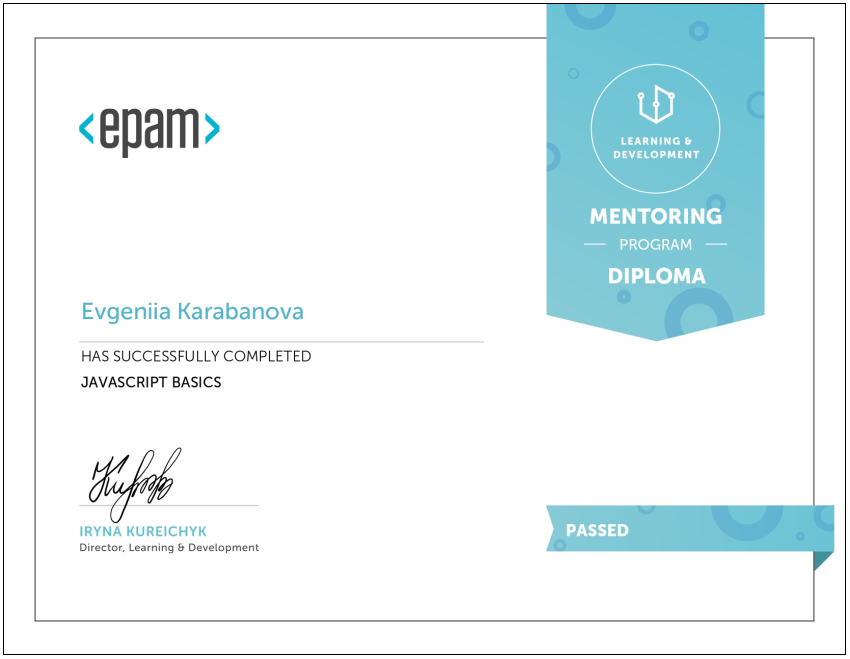 <epam>
LEARNING &
DEVELOPMENT
MENTORING
PROGRAM
DIPLOMA
Evgeniia Karabanova
HAS SUCCESSFULLY COMPLETED
JAVASCRIPT BASICS
IRYNA KUREICHYK
Director, Learning & Development
PASSED